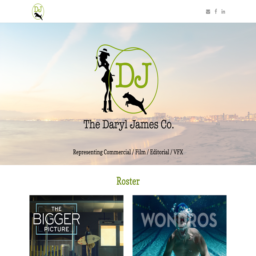 DJ
DJ
The Daryl James Co.
Representing Commercial / Film / Editorial / VFX
Roster
THE
BIGGER
PICTURE
WONDROS